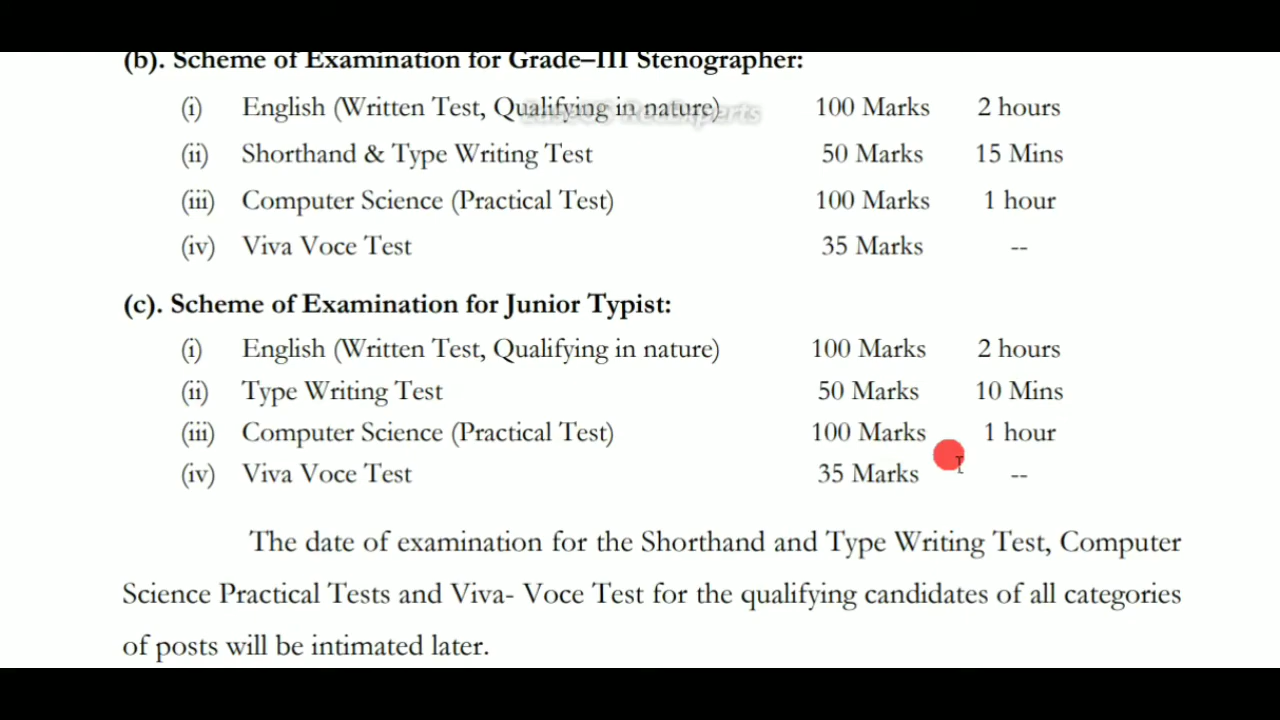 (b). Scheme of Examination for Grade–III Stenographer:
(i) English (Written Test, Qualifying in nature) 100 Marks 2 hours
(ii) Shorthand & Type Writing Test 50 Marks 15 Mins
(iii) Computer Science (Practical Test) 100 Marks 1 hour
(iv) Viva Voce Test 35 Marks --
(c). Scheme of Examination for Junior Typist:
(i) English (Written Test, Qualifying in nature) 100 Marks 2 hours
(ii) Type Writing Test 50 Marks 10 Mins
(iii) Computer Science (Practical Test) 100 Marks 1 hour
(iv) Viva Voce Test 35 Marks --
The date of examination for the Shorthand and Type Writing Test, Computer
Science Practical Tests and Viva- Voce Test for the qualifying candidates of all categories
of posts will be intimated later.